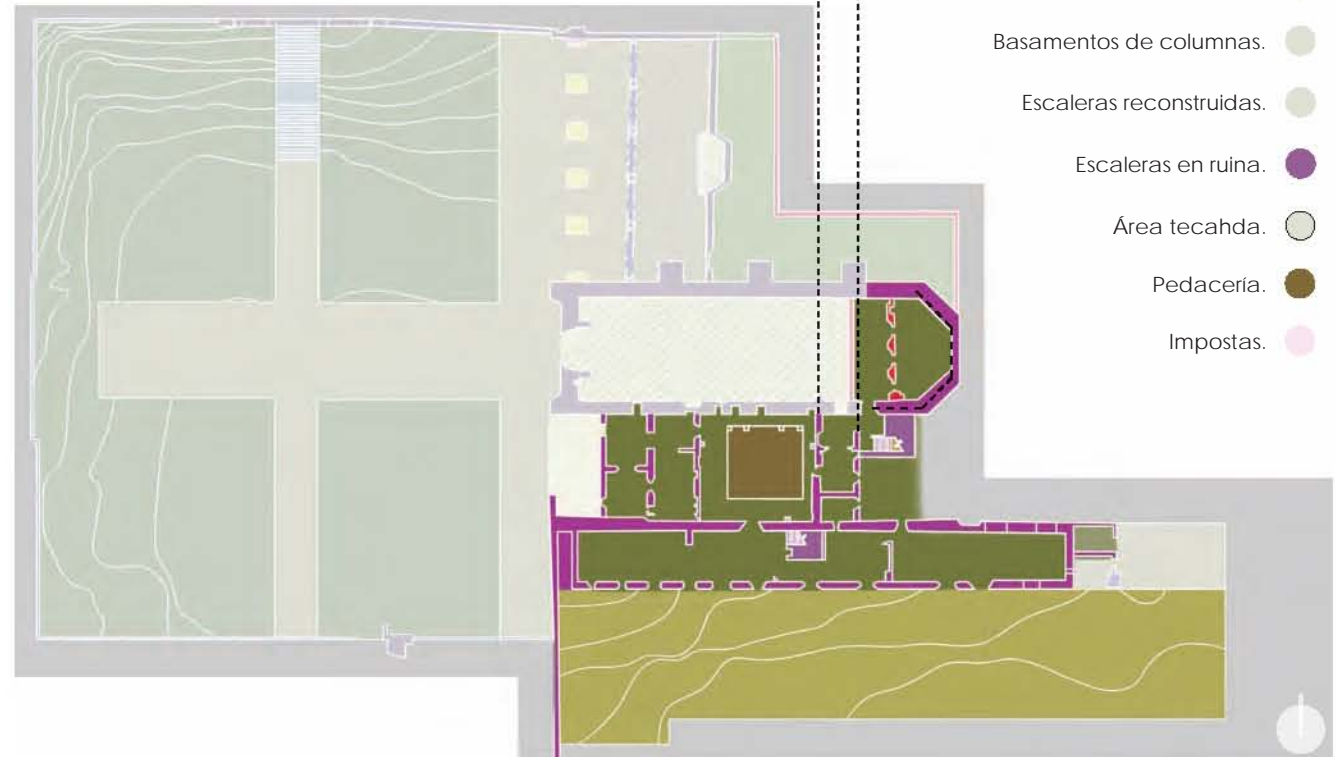 Basamentos de columnas.
Escaleras reconstruidas.
Escaleras en ruina.
Área tecahda.
Pedacería.
Impostas.